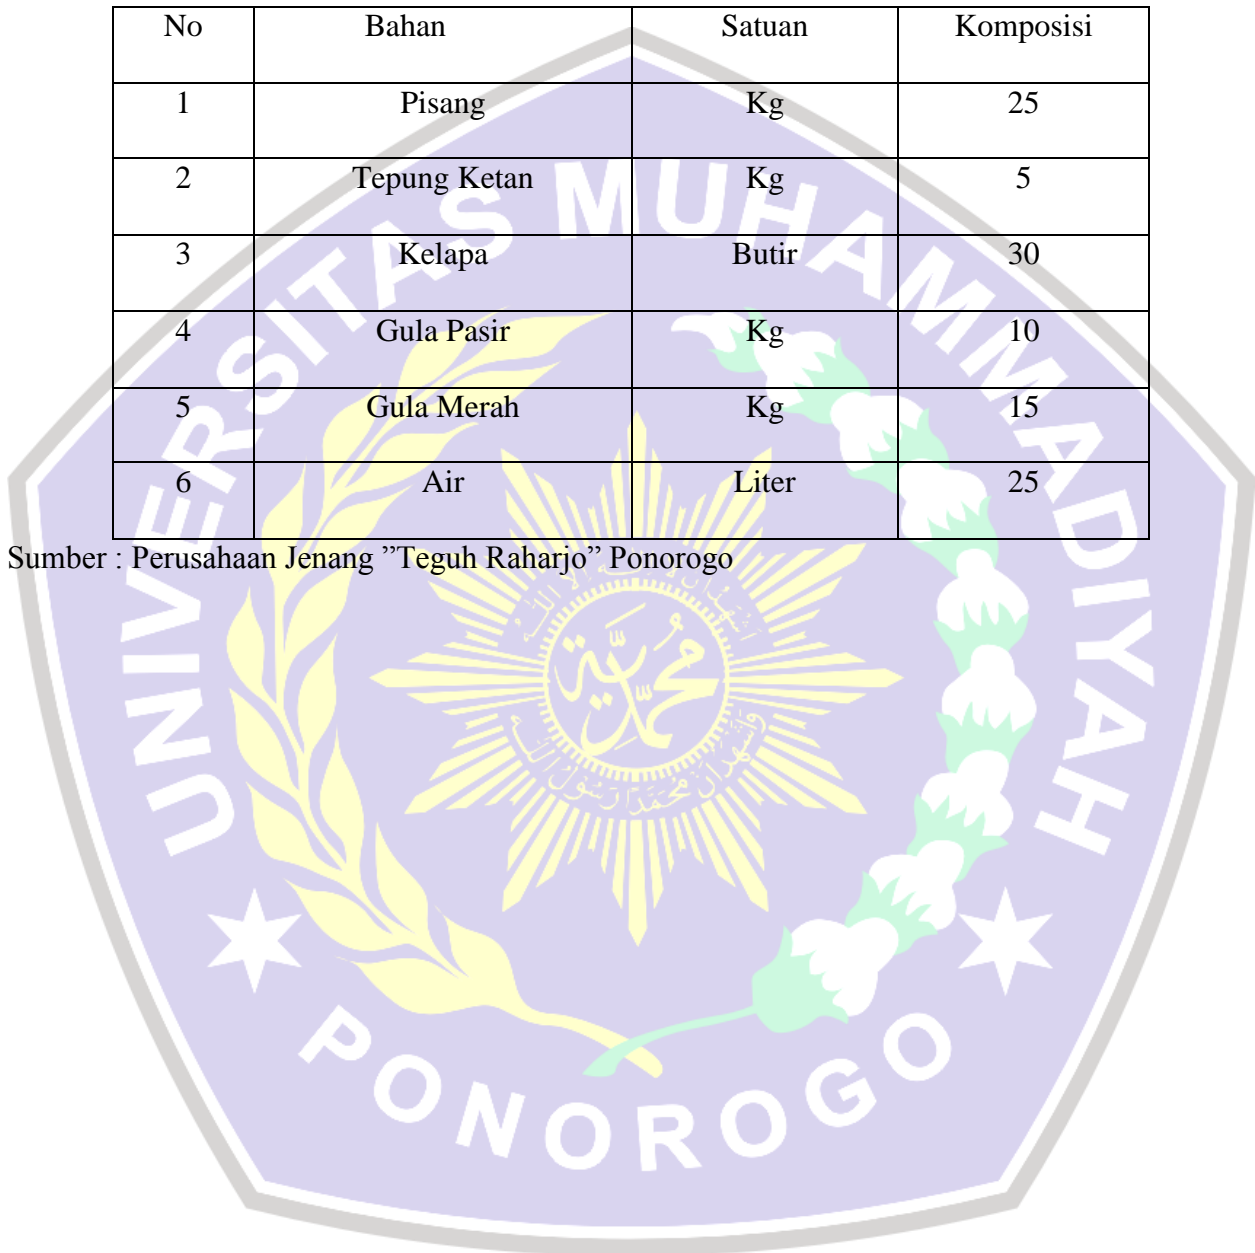 No Bahan Satuan Komposisi
1 Pisang Kg 25
2 Tepung Ketan Kg 5
3 Kelapa Butir 30
4 Gula Pasir Kg 10
5 Gula Merah Kg 15
6 Air Liter 25
Sumber : Perusahaan Jenang ”Teguh Raharjo” Ponorogo
UNIVERSITAS MUHAMMADIYAH
PONOROGO
محمدية